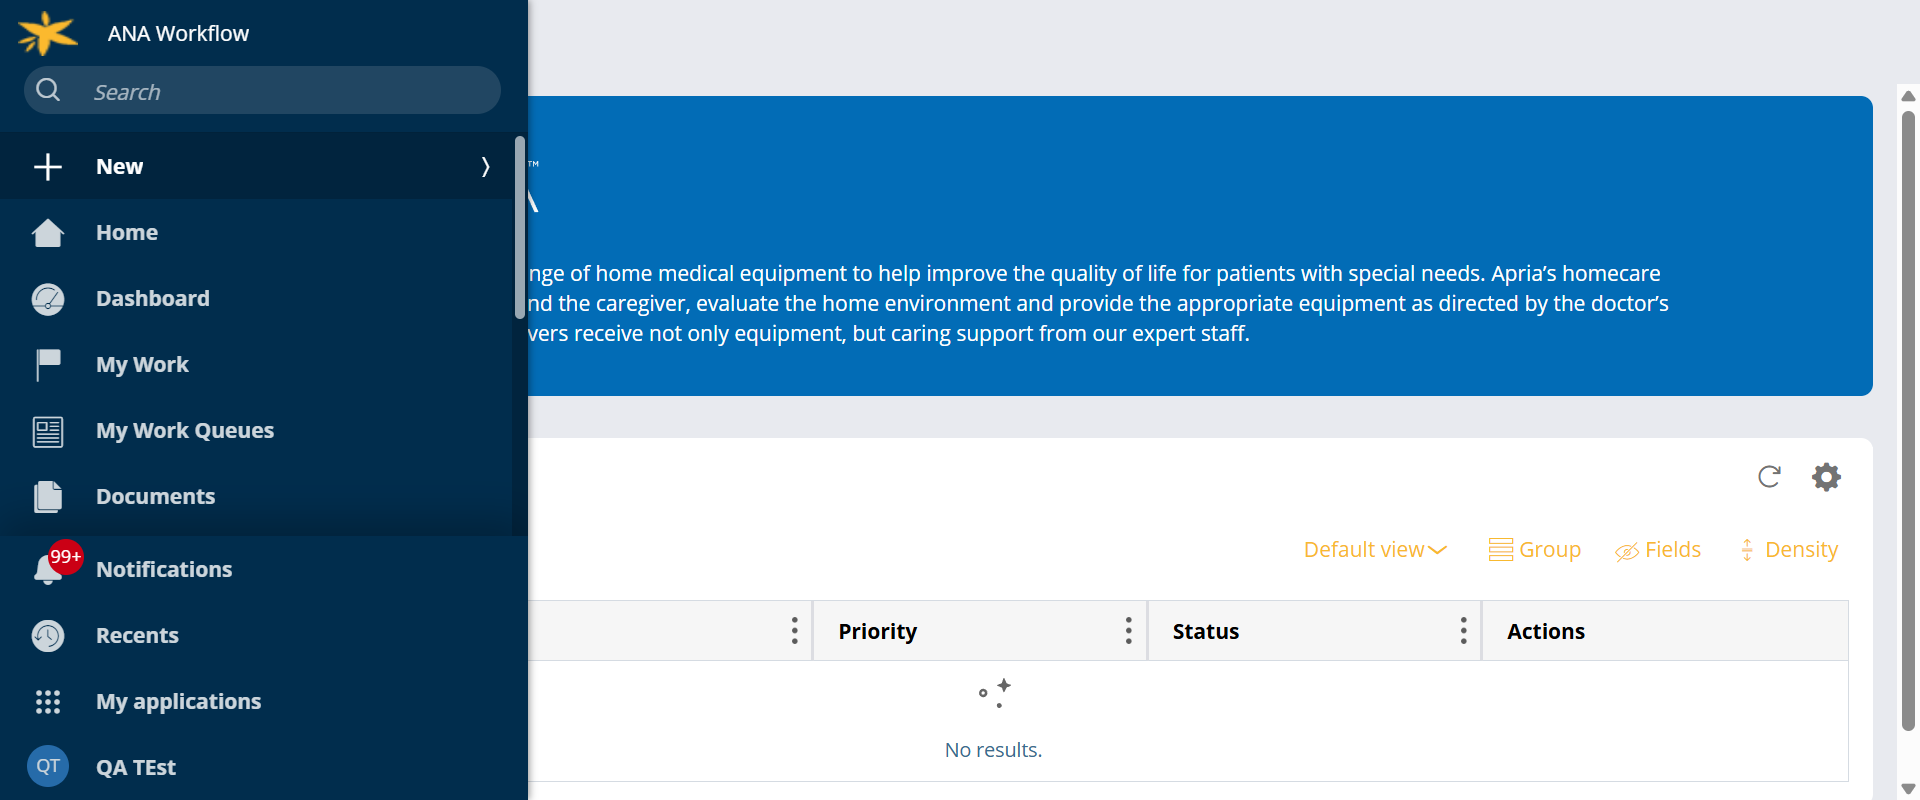 ANA Workflow
Search
New
Home
Dashboard
My Work
My Work Queues
Documents
99+
Notifications
Recents
My applications
QT
QA TEst
™
nge of home medical equipment to help improve the quality of life for patients with special needs. Apria’s homecare
nd the caregiver, evaluate the home environment and provide the appropriate equipment as directed by the doctor’s
vers receive not only equipment, but caring support from our expert staff.
Default view
Group
Fields
Density
Priority
Status
Actions
No results.